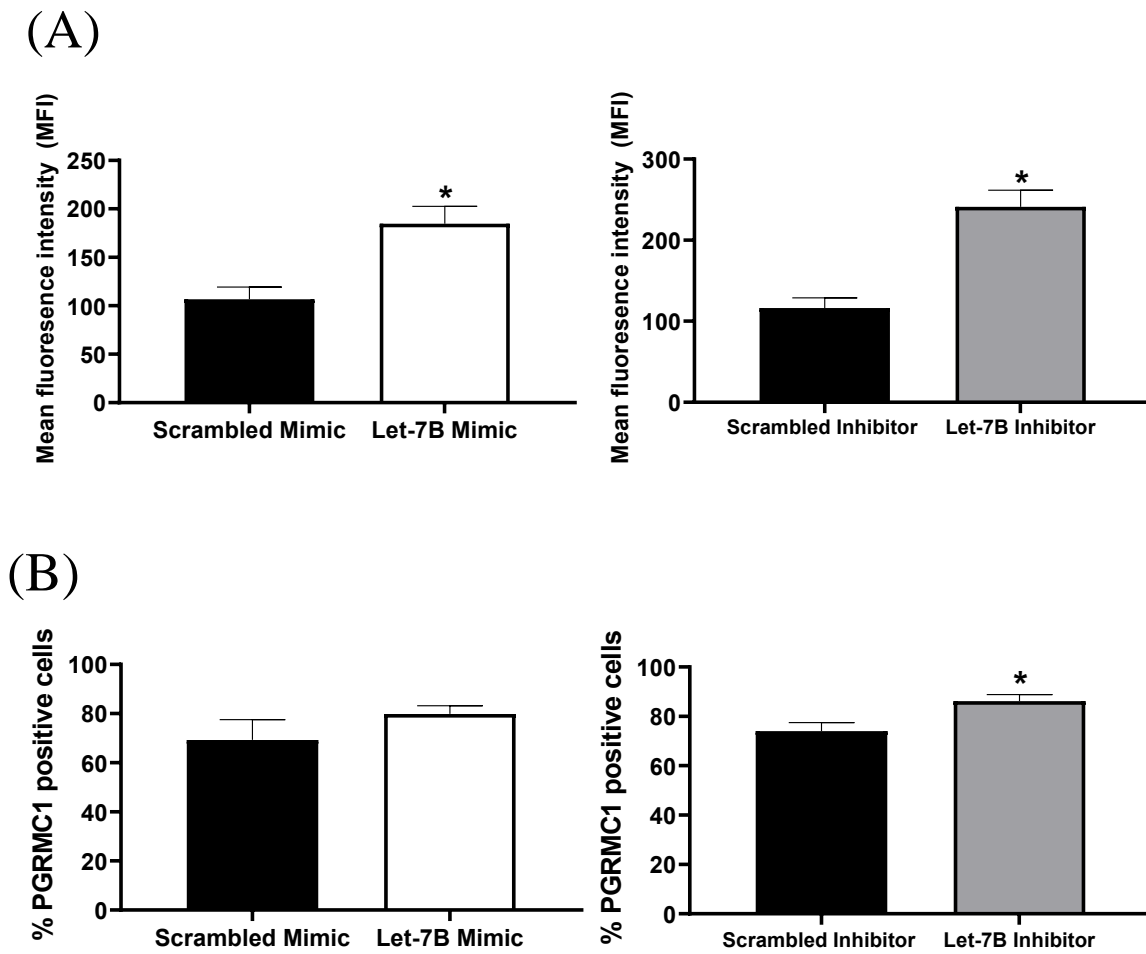 (A)
Mean fluoresence intensity (MFI)
250
200
150
100
50
0
*
Scrambled Mimic
Let-7B Mimic
Mean fluoresence intensity (MFI)
300
200
100
0
*
Scrambled Inhibitor
Let-7B Inhibitor
(B)
% PGRMC1 positive cells
100
80
60
40
20
0
Scrambled Mimic
Let-7B Mimic
% PGRMC1 positive cells
100
80
60
40
20
0
*
Scrambled Inhibitor
Let-7B Inhibitor